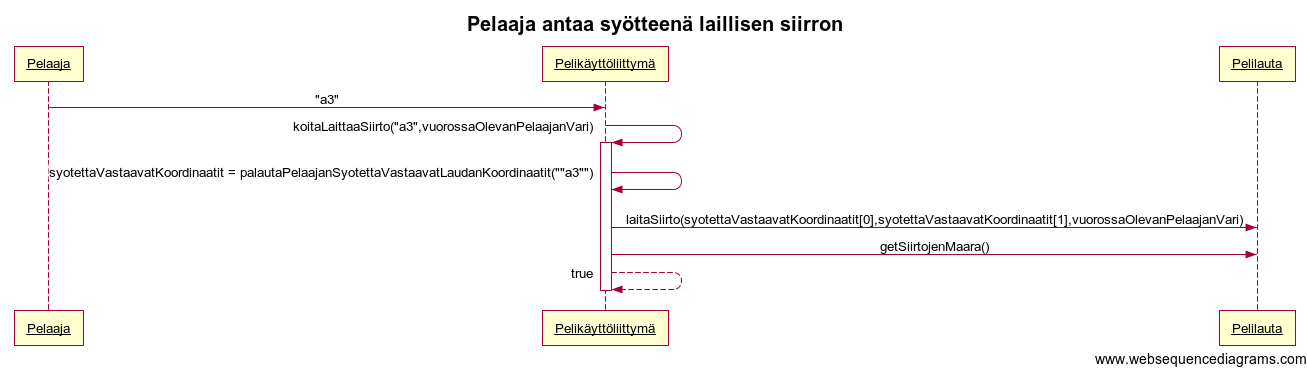 Pelaaja antaa syötteenä laillisen siirron
Pelaaja
Pelikäyttöliittymä
Pelilauta
"a3"
koitaLaittaaSiirto("a3",vuorossaOlevanPelaajanVari)
syotettaVastaavatKoordinaatit = palautaPelaajanSyotettaVastaavatLaudanKoordinaatit(""a3"")
laitaSiirto(syotettaVastaavatKoordinaatit[0],syotettaVastaavatKoordinaatit[1],vuorossaOlevanPelaajanVari)
getSiirtojenMaara()
true
Pelaaja
Pelikäyttöliittymä
Pelilauta
www.websequencediagrams.com